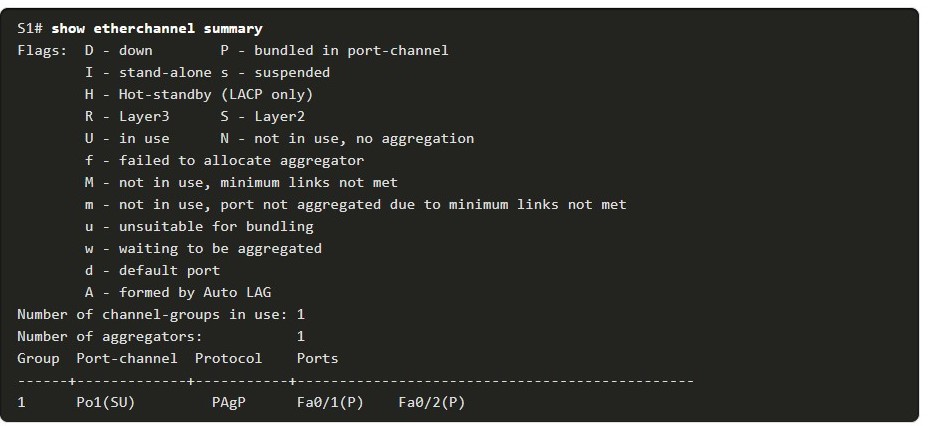 S1# show etherchannel summary
Flags:  D - down        P - bundled in port-channel
        I - stand-alone s - suspended
        H - Hot-standby (LACP only)
        R - Layer3      S - Layer2
        U - in use      N - not in use, no aggregation
        f - failed to allocate aggregator
        M - not in use, minimum links not met
        m - not in use, port not aggregated due to minimum links not met
        u - unsuitable for bundling
        w - waiting to be aggregated
        d - default port
        A - formed by Auto LAG
Number of channel-groups in use: 1
Number of aggregators:           1
Group  Port-channel  Protocol    Ports
------+-------------+-----------+-----------------------------------------------
1      Po1(SU)         PAgP      Fa0/1(P)    Fa0/2(P)